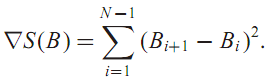 ∇S(B) = ∑_{i=1}^{N−1} (B_{i+1} − B_i)^2.